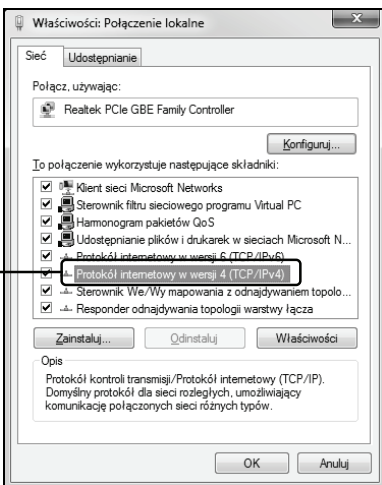 Właściwości: Połączenie lokalne
Sieć Udostępnianie
Połącz, używając:
Realtek PCIe GBE Family Controller
Konfiguruj...
To połączenie wykorzystuje następujące składniki:
Klient sieci Microsoft Networks
Sterownik filtru sieciowego programu Virtual PC
Harmonogram pakietów QoS
Udostępnianie plików i drukarek w sieciach Microsoft N...
Protokół internetowy w wersji 6 (TCP/IPv6)
Protokół internetowy w wersji 4 (TCP/IPv4)
Sterownik We/Wy mapowania z odnajdywaniem topolo...
Responder odnajdywania topologii warstwy łącza
Zainstaluj... Odinstaluj Właściwości
Opis
Protokół kontroli transmisji/Protokół internetowy (TCP/IP).
Domyślny protokół dla sieci rozległych, umożliwiający
komunikację połączonych sieci różnych typów.
OK Anuluj